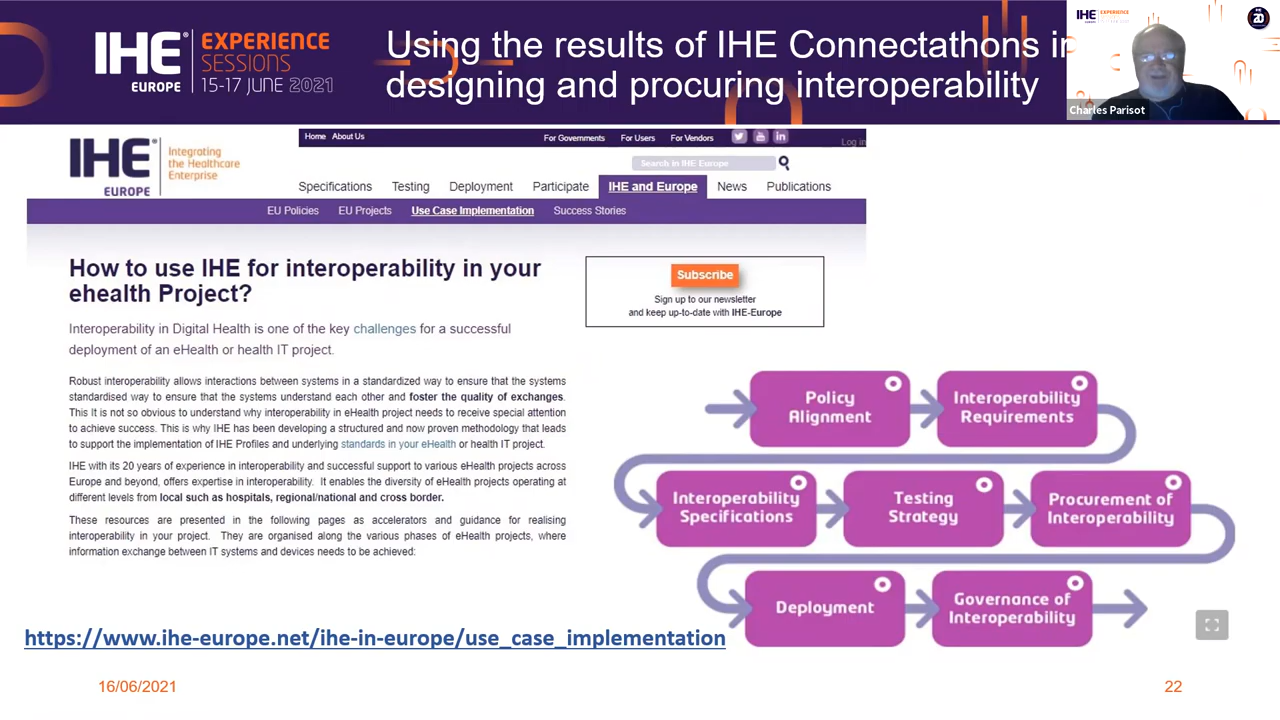 IHE EUROPE
EXPERIENCE
SESSIONS
15-17 JUNE 2021
Using the results of IHE Connectathons in
designing and procuring interoperability
IHE EXPERIENCE
IHE 20
Charles Parisot
IHE EUROPE
Integrating
the Healthcare
Enterprise
Home About Us
For Governments For Users For Vendors
Log in
Search in IHE Europe
Specifications Testing Deployment Participate IHE and Europe News Publications
EU Policies EU Projects Use Case Implementation Success Stories
How to use IHE for interoperability in your
ehealth Project?
Interoperability in Digital Health is one of the key challenges for a successful
deployment of an eHealth or health IT project.
Robust interoperability allows interactions between systems in a standardized way to ensure that the systems
standardised way to ensure that the systems understand each other and foster the quality of exchanges.
This It is not so obvious to understand why interoperability in eHealth project needs to receive special attention
to achieve success. This is why IHE has been developing a structured and now proven methodology that leads
to support the implementation of IHE Profiles and underlying standards in your eHealth or health IT project.
IHE with its 20 years of experience in interoperability and successful support to various eHealth projects across
Europe and beyond, offers expertise in interoperability. It enables the diversity of eHealth projects operating at
different levels from local such as hospitals, regional/national and cross border.
These resources are presented in the following pages as accelerators and guidance for realising
interoperability in your project. They are organised along the various phases of eHealth projects, where
information exchange between IT systems and devices needs to be achieved:
Subscribe
Sign up to our newsletter
and keep up-to-date with IHE-Europe
Policy
Alignment
Interoperability
Requirements
Interoperability
Specifications
Testing
Strategy
Procurement of
Interoperability
Deployment
Governance of
Interoperability
https://www.ihe-europe.net/ihe-in-europe/use_case_implementation
16/06/2021
22